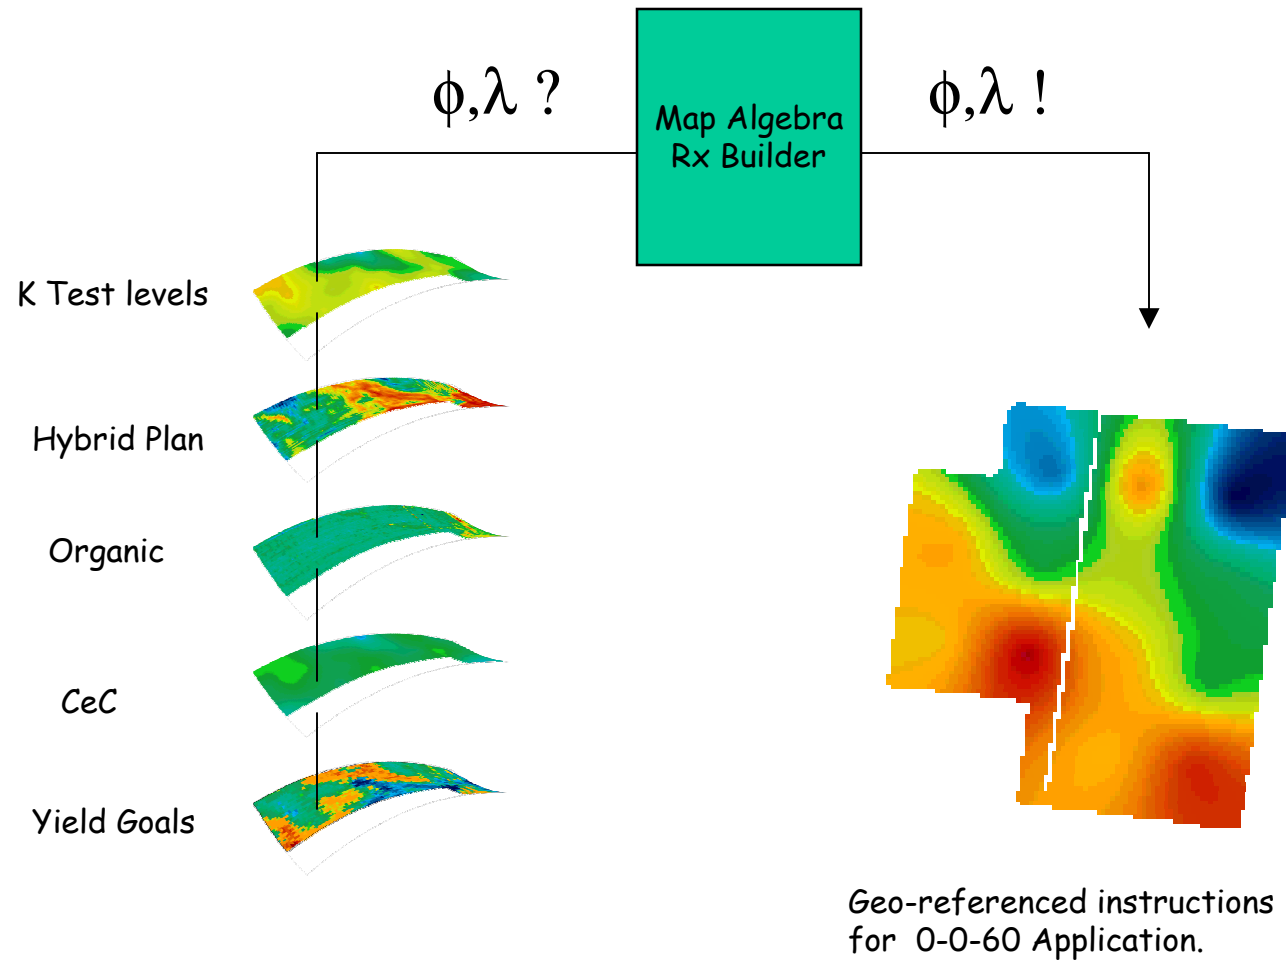 ϕ,λ ?
Map Algebra
Rx Builder
ϕ,λ !
K Test levels
Hybrid Plan
Organic
CeC
Yield Goals
Geo-referenced instructions
for 0-0-60 Application.